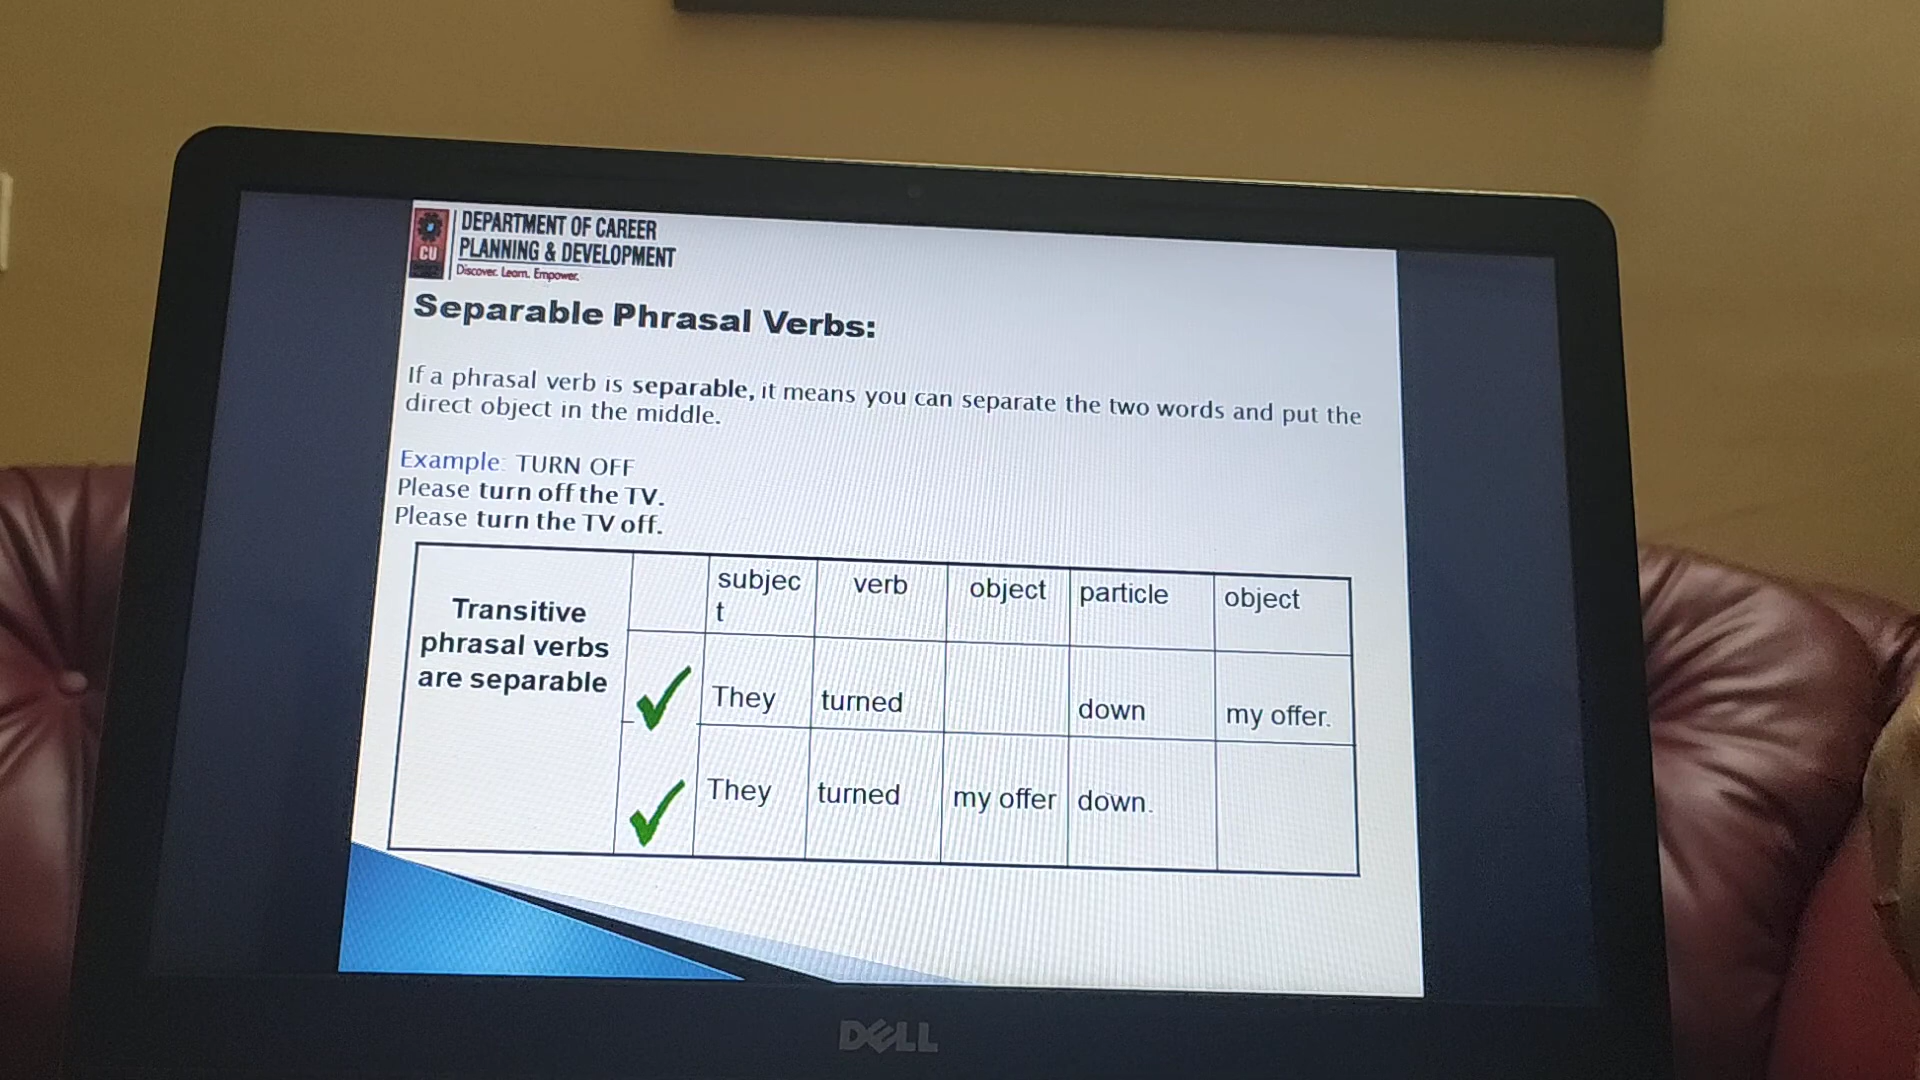 DEPARTMENT OF CAREER
PLANNING & DEVELOPMENT
CU
Discover. Learn. Empower.
Separable Phrasal Verbs:
If a phrasal verb is separable, it means you can separate the two words and put the
direct object in the middle.
Example: TURN OFF
Please turn off the TV.
Please turn the TV off.
Transitive
phrasal verbs
are separable
subjec
t
verb
object
particle
object
They turned down my offer.
They turned my offer down.
DELL